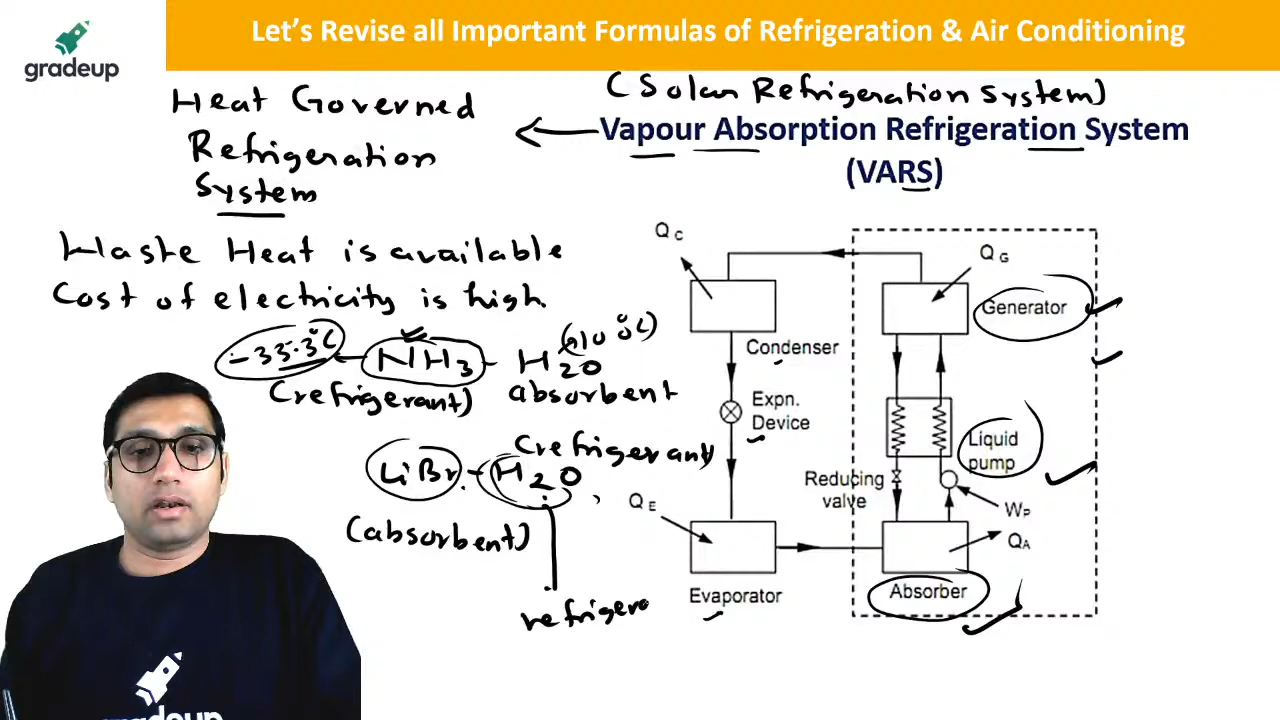 Let's Revise all Important Formulas of Refrigeration & Air Conditioning
gradeup
(Solar Refrigeration System)
Heat Governed
Refrigeration
System
Vapour Absorption Refrigeration System
(VARS)
Waste Heat is available
Cost of electricity is high
-33.3°C
NH3 - H2O
(refrigerant)
absorbent
LiBr - H2O
(refrigerant)
(absorbent)
refrigera
QC
QG
Generator
Condenser
Expn.
Device
Liquid
pump
Reducing
valve
WP
QE
QA
Evaporator
Absorber
gradeup